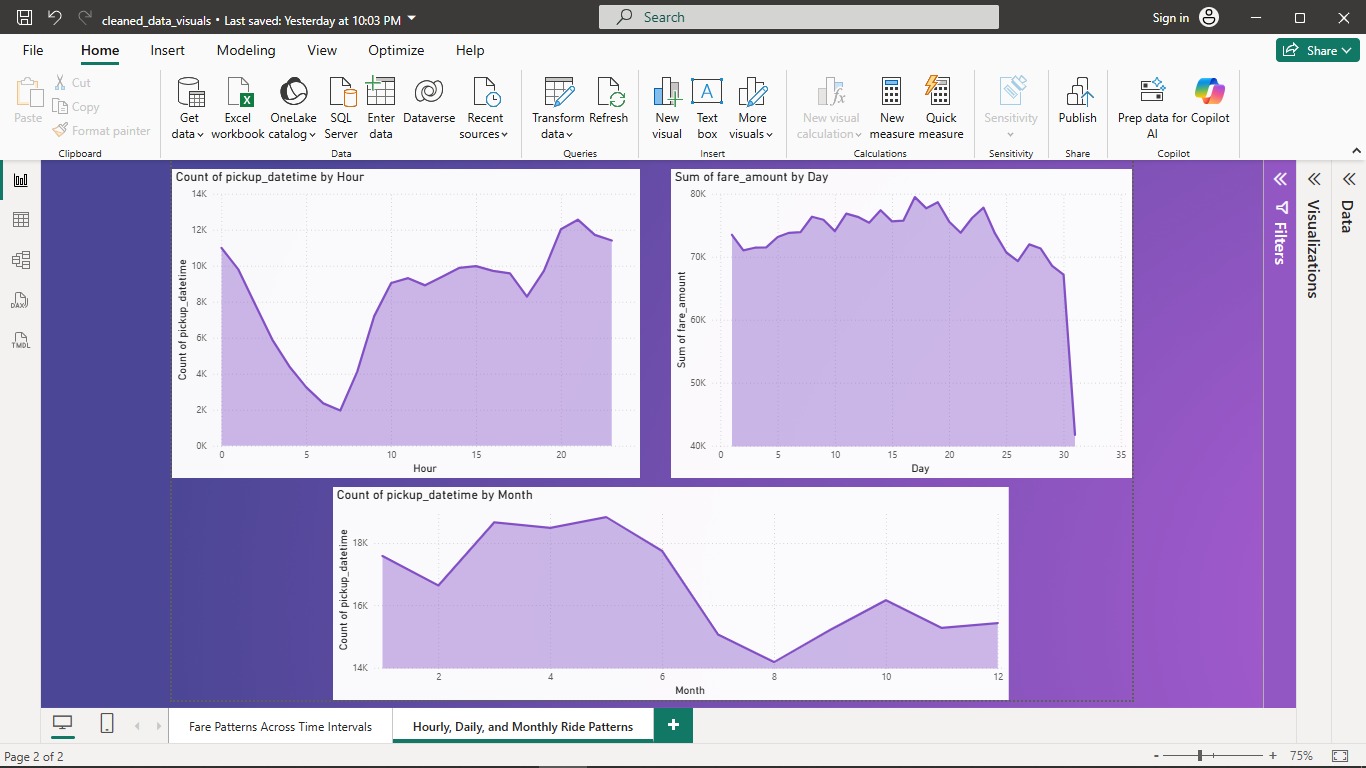 cleaned_data_visuals • Last saved: Yesterday at 10:03 PM
Search
Sign in
File Home Insert Modeling View Optimize Help
Share
Paste
Cut
Copy
Format painter
Clipboard
Get data
Excel workbook
OneLake catalog
SQL Server
Enter data
Dataverse
Recent sources
Data
Transform data
Refresh
Queries
New visual
Text box
More visuals
Insert
New visual calculation
New measure
Quick measure
Calculations
Sensitivity
Sensitivity
Publish
Share
Prep data for AI
Copilot
Copilot
DAX
TMDL
Count of pickup_datetime by Hour
Count of pickup_datetime
14K
12K
10K
8K
6K
4K
2K
0K
0 5 10 15 20
Hour
Sum of fare_amount by Day
Sum of fare_amount
80K
70K
60K
50K
40K
0 5 10 15 20 25 30 35
Day
Count of pickup_datetime by Month
Count of pickup_datetime
18K
16K
14K
2 4 6 8 10 12
Month
Filters
Visualizations
Data
Fare Patterns Across Time Intervals
Hourly, Daily, and Monthly Ride Patterns
+
Page 2 of 2
- + 75%